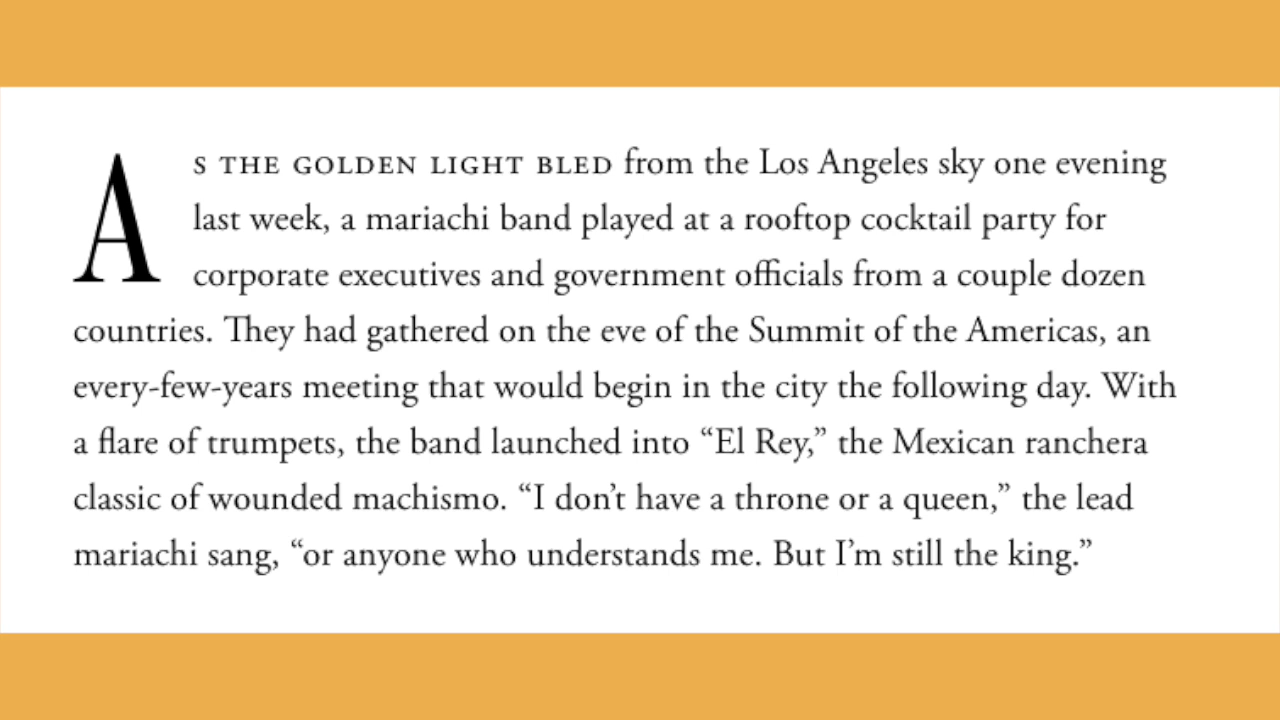 AS THE GOLDEN LIGHT BLED from the Los Angeles sky one evening
last week, a mariachi band played at a rooftop cocktail party for
corporate executives and government officials from a couple dozen
countries. They had gathered on the eve of the Summit of the Americas, an
every-few-years meeting that would begin in the city the following day. With
a flare of trumpets, the band launched into “El Rey,” the Mexican ranchera
classic of wounded machismo. “I don’t have a throne or a queen,” the lead
mariachi sang, “or anyone who understands me. But I’m still the king.”